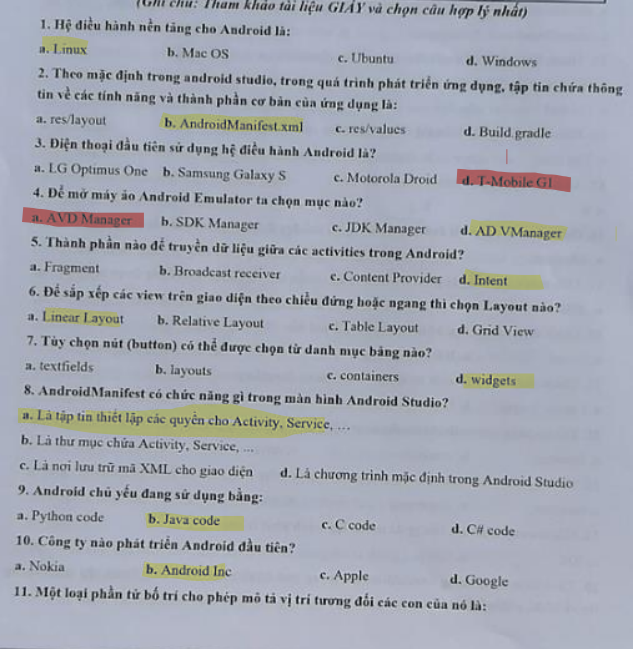 (Ghi chú: Tham khảo tài liệu GIẤY và chọn câu hợp lý nhất)
1. Hệ điều hành nền tảng cho Android là:
a. Linux b. Mac OS c. Ubuntu d. Windows
2. Theo mặc định trong android studio, trong quá trình phát triển ứng dụng, tập tin chứa thông
tin về các tính năng và thành phần cơ bản của ứng dụng là:
a. res/layout b. AndroidManifest.xml c. res/values d. Build.gradle
3. Điện thoại đầu tiên sử dụng hệ điều hành Android là?
a. LG Optimus One b. Samsung Galaxy S c. Motorola Droid d. T-Mobile G1
4. Để mở máy ảo Android Emulator ta chọn mục nào?
a. AVD Manager b. SDK Manager c. JDK Manager d. AD VManager
5. Thành phần nào để truyền dữ liệu giữa các activities trong Android?
a. Fragment b. Broadcast receiver c. Content Provider d. Intent
6. Để sắp xếp các view trên giao diện theo chiều đứng hoặc ngang thì chọn Layout nào?
a. Linear Layout b. Relative Layout c. Table Layout d. Grid View
7. Tùy chọn nút (button) có thể được chọn từ danh mục bảng nào?
a. textfields b. layouts c. containers d. widgets
8. AndroidManifest có chức năng gì trong màn hình Android Studio?
a. Là tập tin thiết lập các quyền cho Activity, Service, …
b. Là thư mục chứa Activity, Service, ...
c. Là nơi lưu trữ mã XML cho giao diện d. Là chương trình mặc định trong Android Studio
9. Android chủ yếu đang sử dụng bằng:
a. Python code b. Java code c. C code d. C# code
10. Công ty nào phát triển Android đầu tiên?
a. Nokia b. Android Inc c. Apple d. Google
11. Một loại phần tử bố trí cho phép mô tả vị trí tương đối các con của nó là: